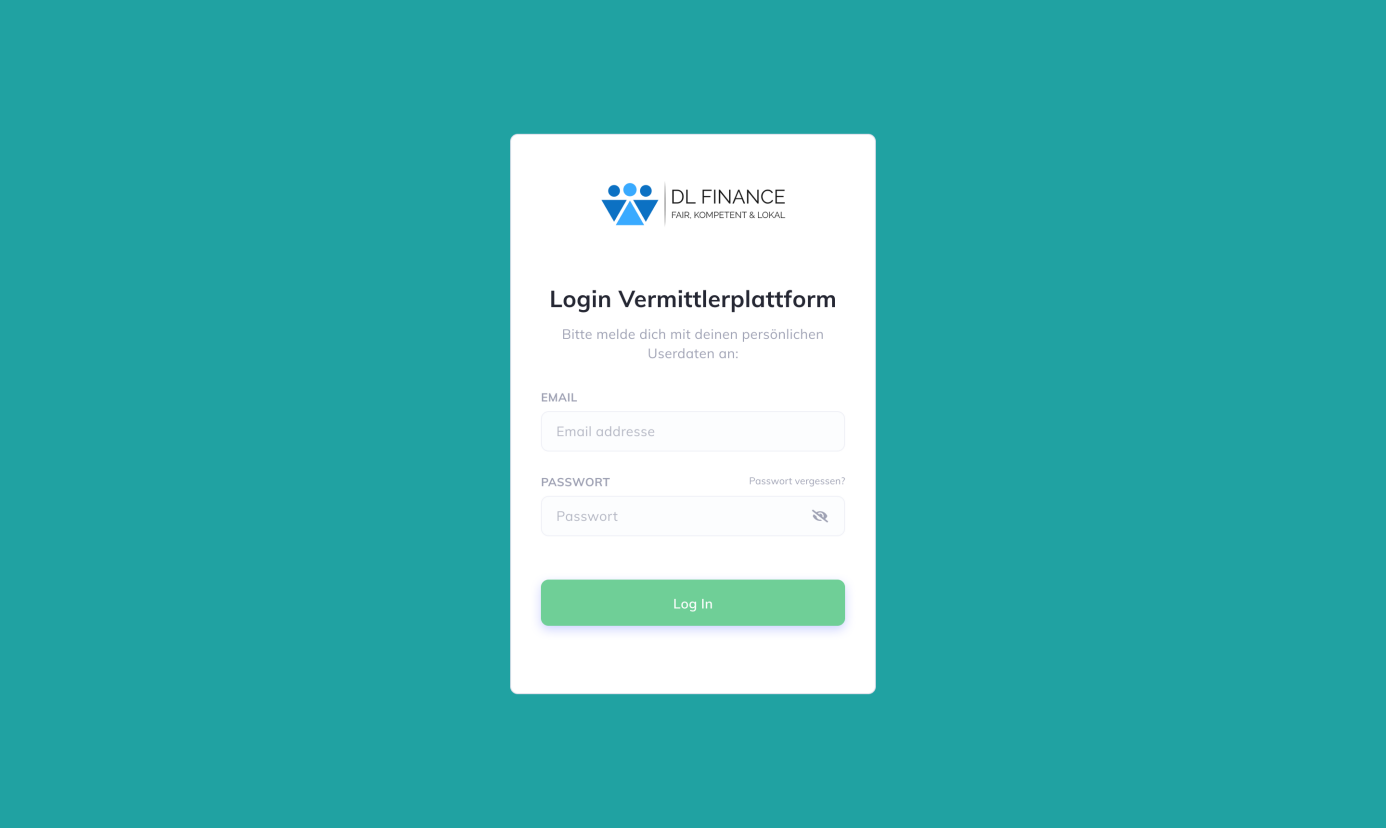 DL FINANCE
FAIR, KOMPETENT & LOKAL
Login Vermittlerplattform
Bitte melde dich mit deinen persönlichen
Userdaten an:
EMAIL
Email addresse
PASSWORT
Passwort vergessen?
Passwort
Log In